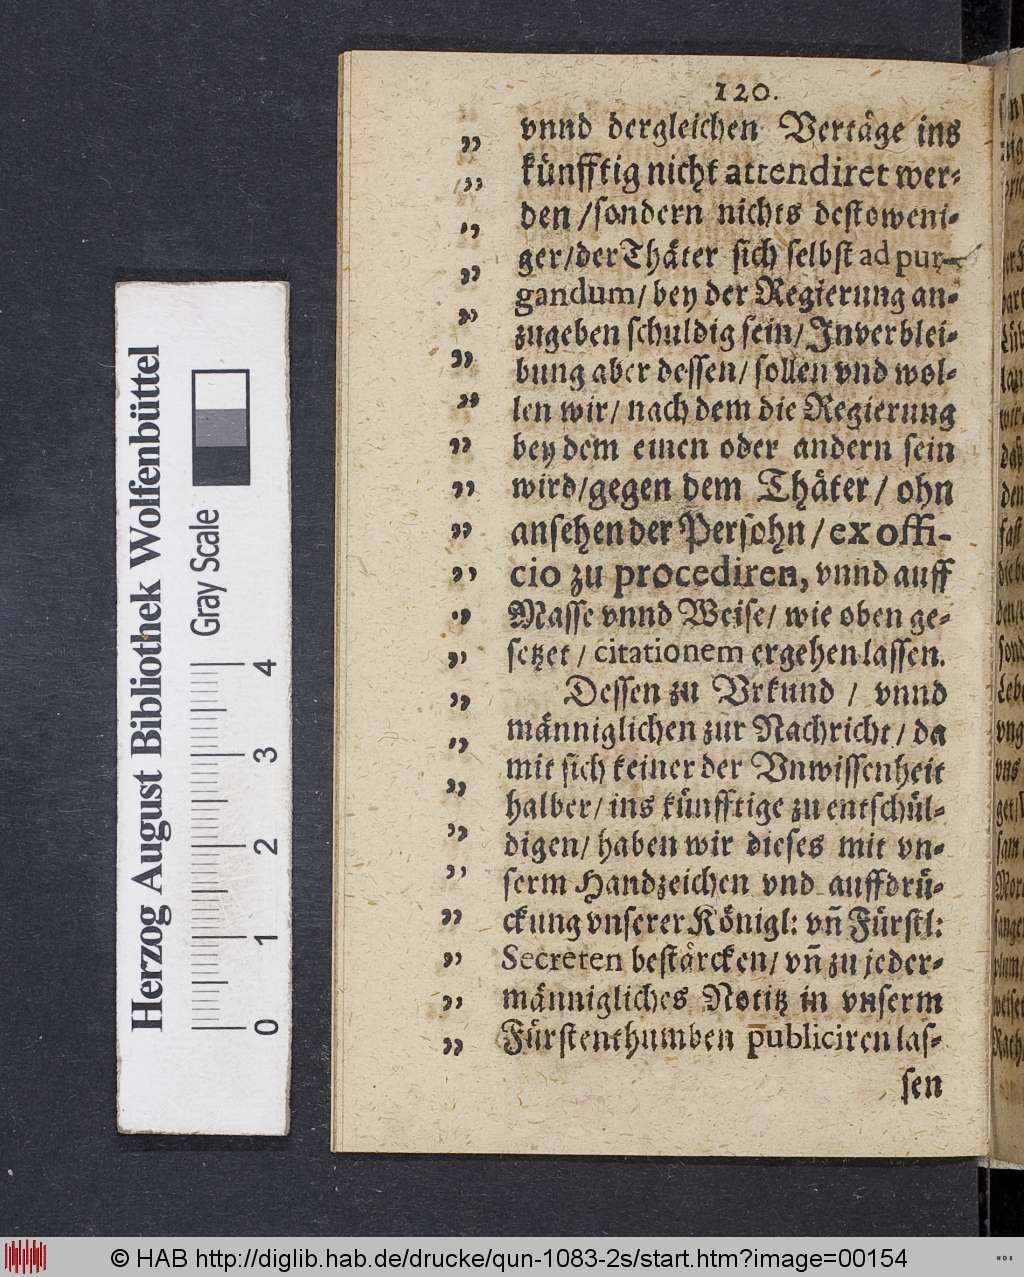 120.
„ vnnd dergleichen Vertäge ins
„ künfftig nicht attendiret wer⸗
„ den / sondern nichts destoweni⸗
„ ger/der Thäter sich selbst ad pur-
„ gandum/ bey der Regierung an⸗
„ zugeben schuldig sein/ Inverblei⸗
„ bung aber dessen/ sollen vnd wol⸗
„ len wir/ nach dem die Regierung
„ bey dem einen oder andern sein
„ wird/gegen dem Thäter / ohn
„ ansehen der Persohn / ex offi-
„ cio zu procediren, vnnd auff
„ Masse vnnd Weise/ wie oben ge⸗
„ setzet / citationem ergehen lassen.
„ Dessen zu Vrkund / vnnd
„ männiglichen zur Nachricht / da
„ mit sich keiner der Vnwissenheit
„ halber/ ins künfftige zu entschül⸗
„ digen/ haben wir dieses mit vn⸗
„ serm Handzeichen vnd auffdrü⸗
„ ckung vnserer Königl: vñ Fürstl:
„ Secreten bestärcken/ vñ zu jeder⸗
„ männigliches Notitz in vnserm
„ Fürstenthumben publiciren las⸗
sen
Herzog August Bibliothek Wolfenbüttel
Gray Scale
0 1 2 3 4
© HAB http://diglib.hab.de/drucke/qun-1083-2s/start.htm?image=00154